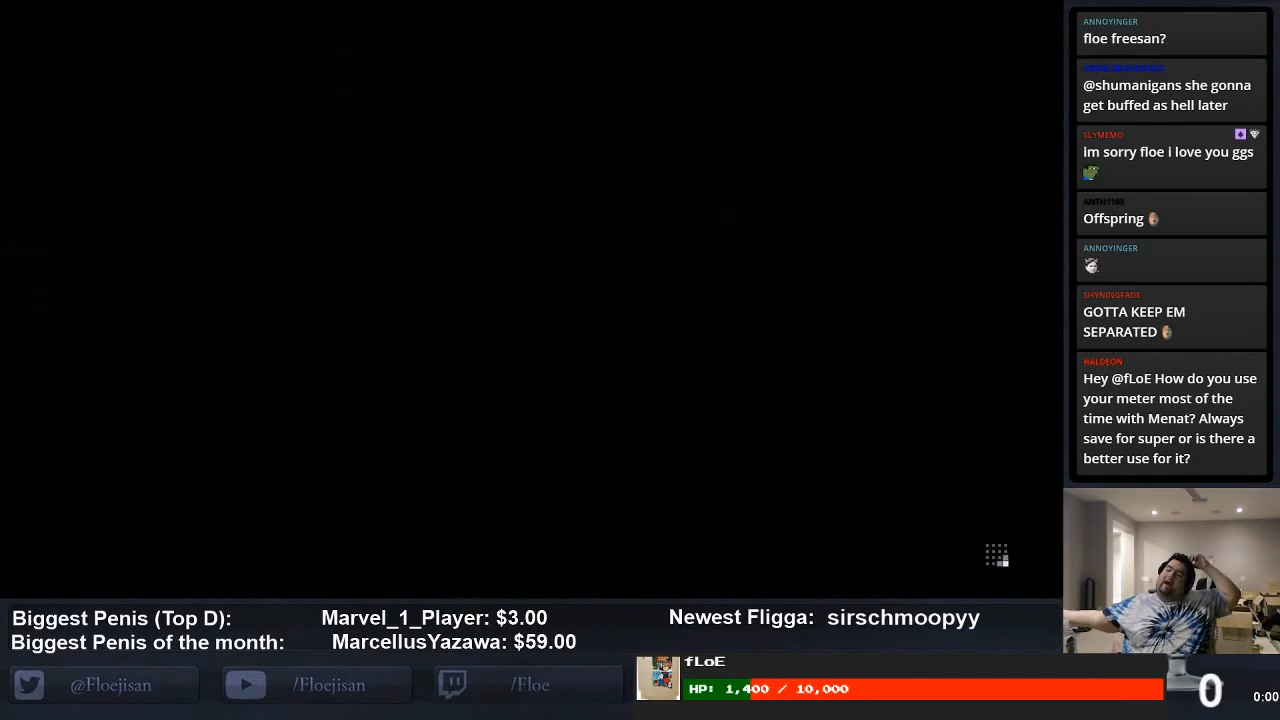 ANNOYINGER
floe freesan?
@shumanigans she gonna
get buffed as hell later
SLYMEMO
im sorry floe i love you ggs
ANTH1165
Offspring
ANNOYINGER
SHYNINGFADE
GOTTA KEEP EM
SEPARATED
HALDEON
Hey @fLoE How do you use
your meter most of the
time with Menat? Always
save for super or is there a
better use for it?
Biggest Penis (Top D): Marvel_1_Player: $3.00
Biggest Penis of the month: MarcellusYazawa: $59.00
Newest Fligga: sirschmoopyy
@Floejisan
/Floejisan
/Floe
fLoE
HP: 1,400 / 10,000
0
0:00